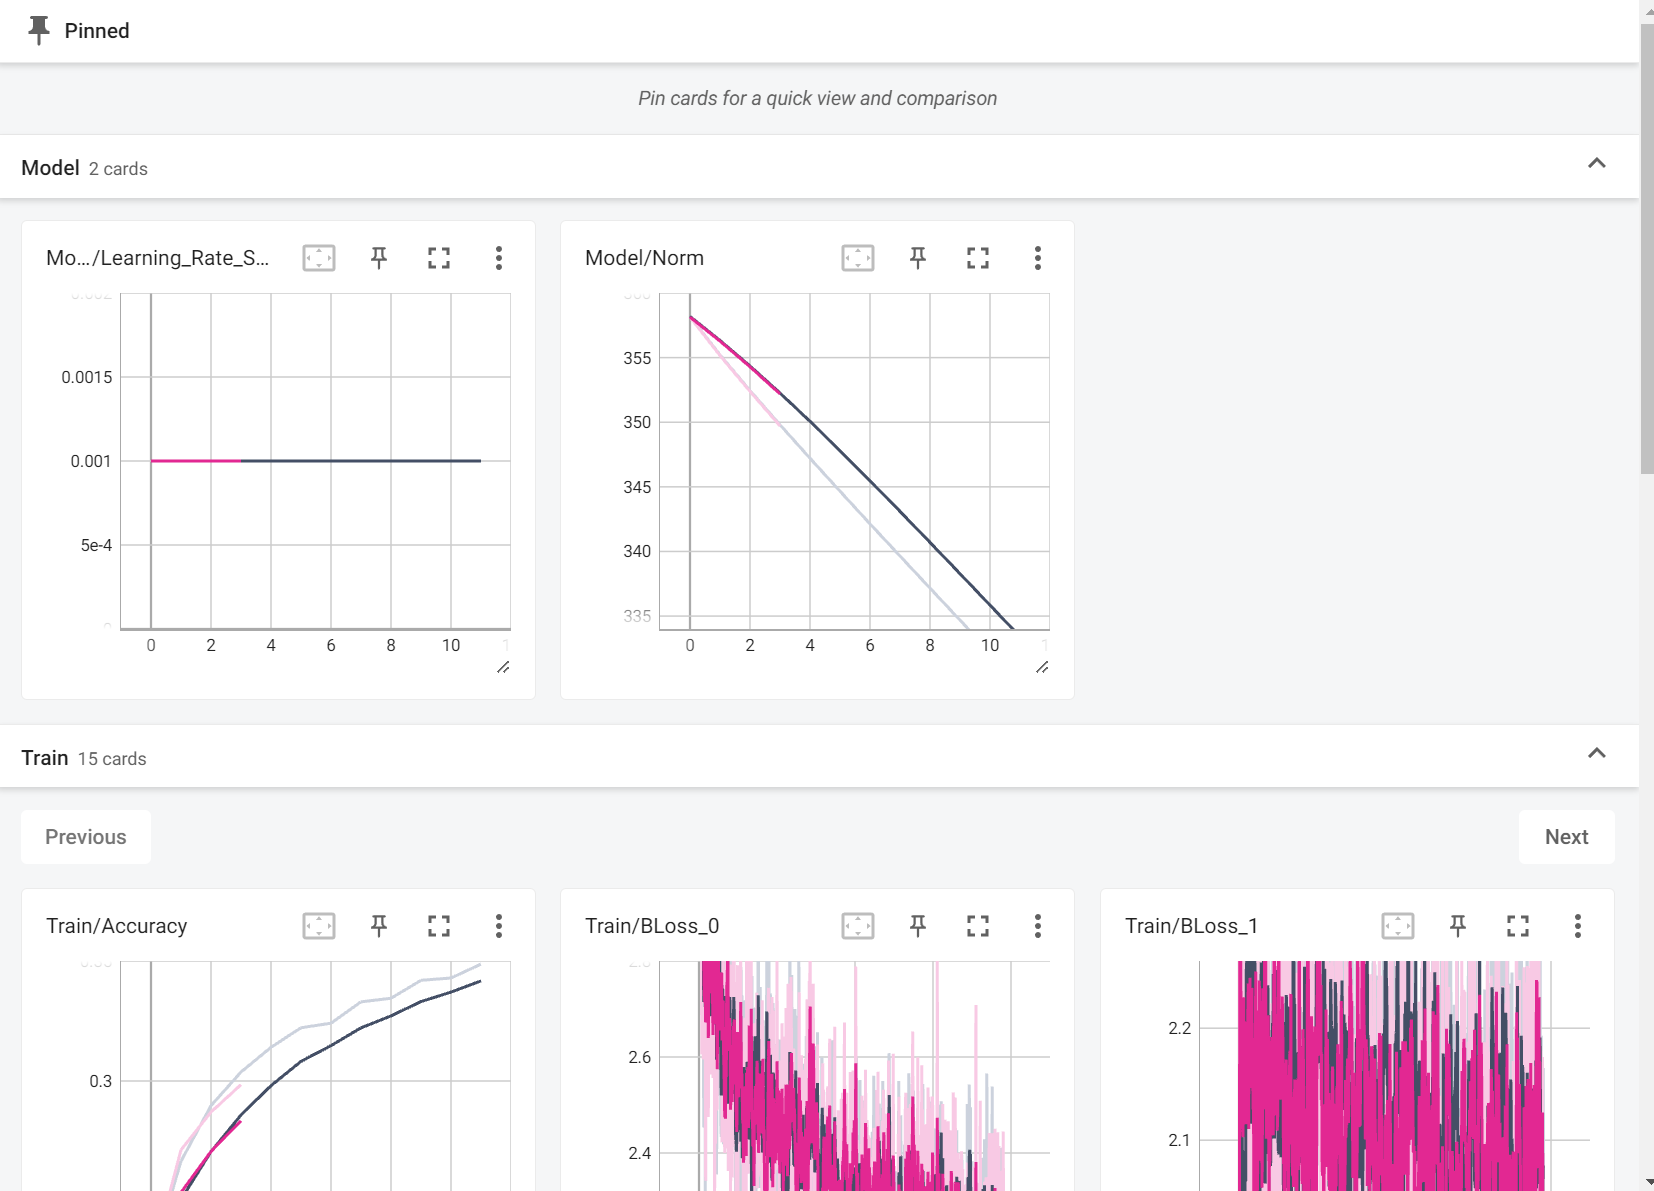 Pinned
Pin cards for a quick view and comparison
Model 2 cards
Mo…/Learning_Rate_S…
0.0015
0.001
5e-4
0 2 4 6 8 10
Model/Norm
355
350
345
340
335
0 2 4 6 8 10
Train 15 cards
Previous
Next
Train/Accuracy
0.3
Train/BLoss_0
2.6
2.4
Train/BLoss_1
2.2
2.1